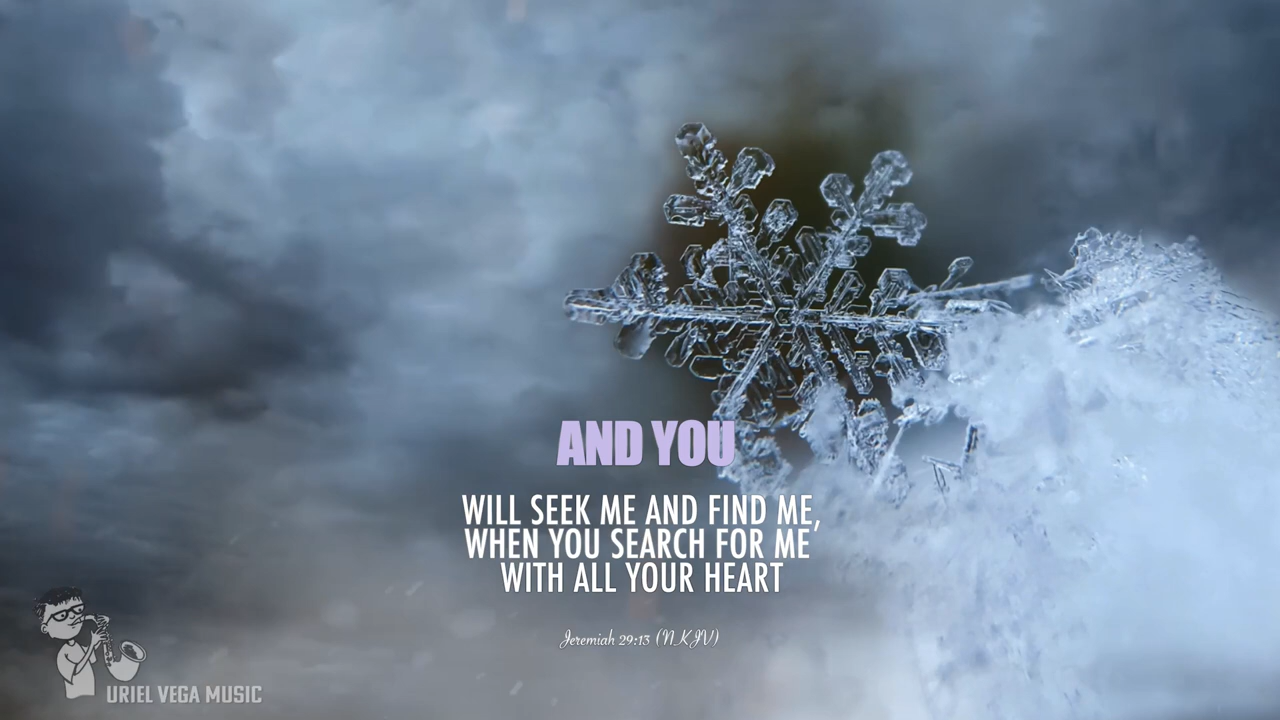 AND YOU
WILL SEEK ME AND FIND ME,
WHEN YOU SEARCH FOR ME
WITH ALL YOUR HEART
Jeremiah 29:13 (NKJV)
URIEL VEGA MUSIC